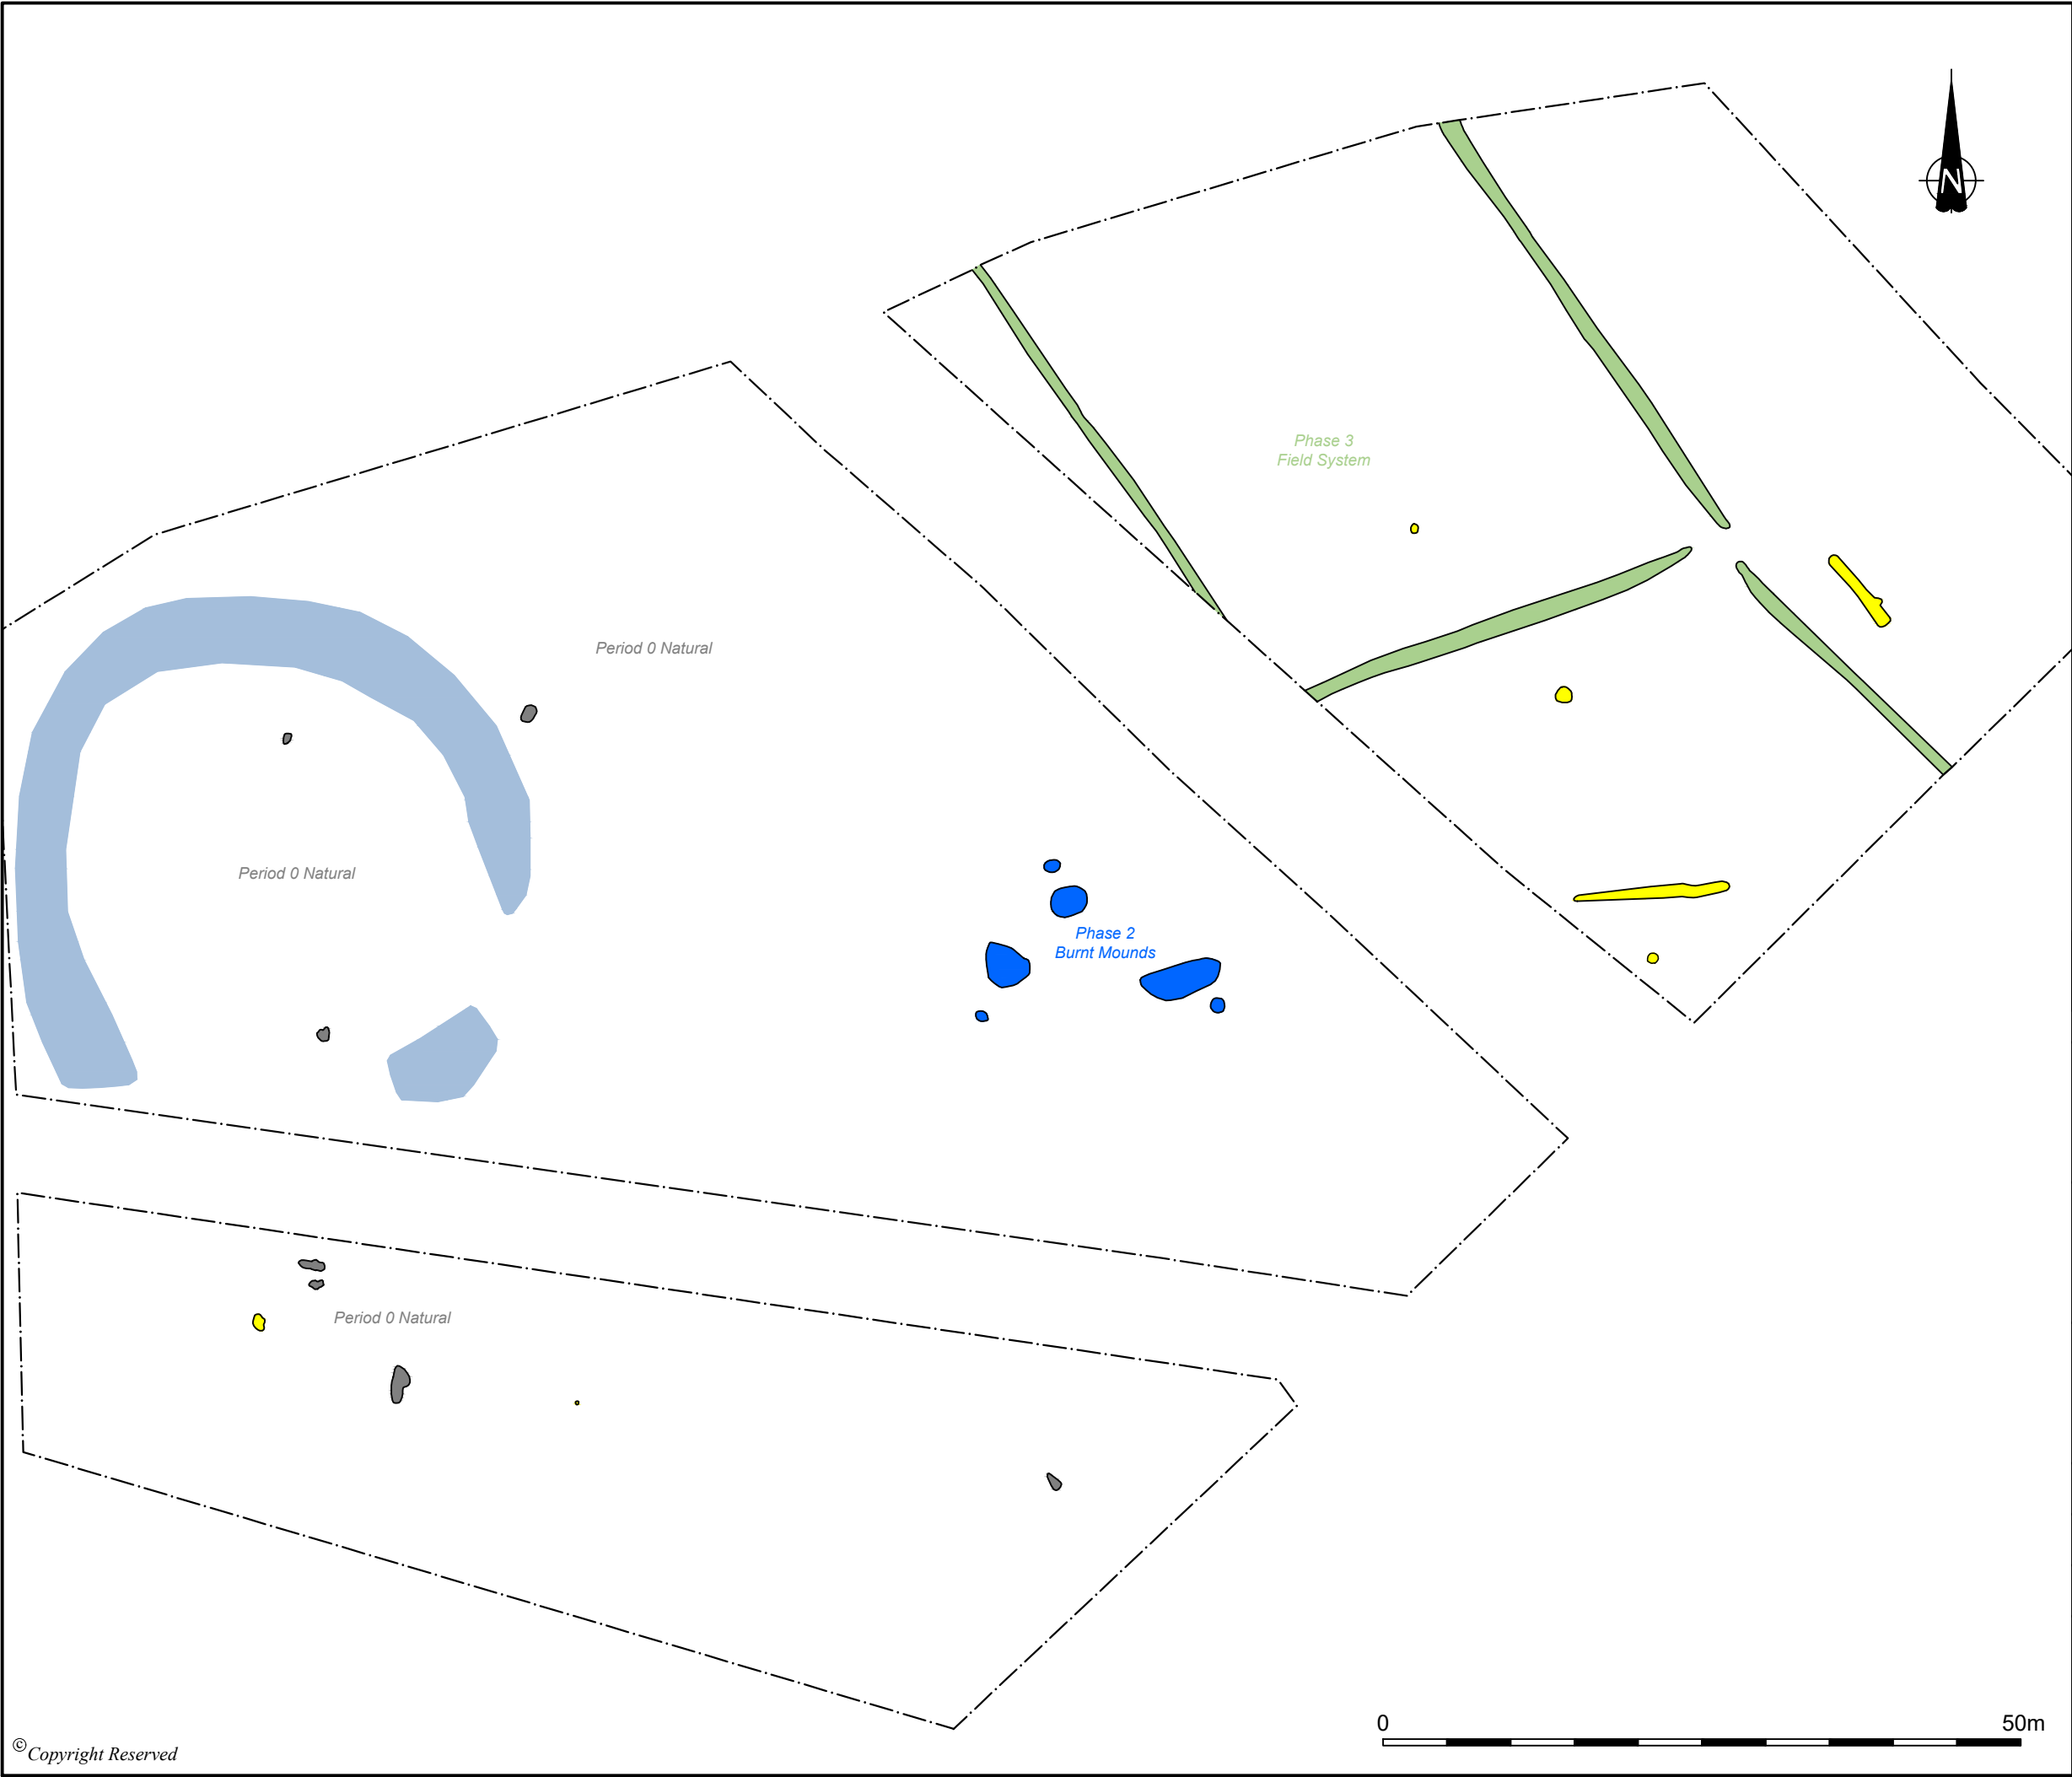 N
Phase 3
Field System
Period 0 Natural
Period 0 Natural
Phase 2
Burnt Mounds
Period 0 Natural
0 50m
©Copyright Reserved